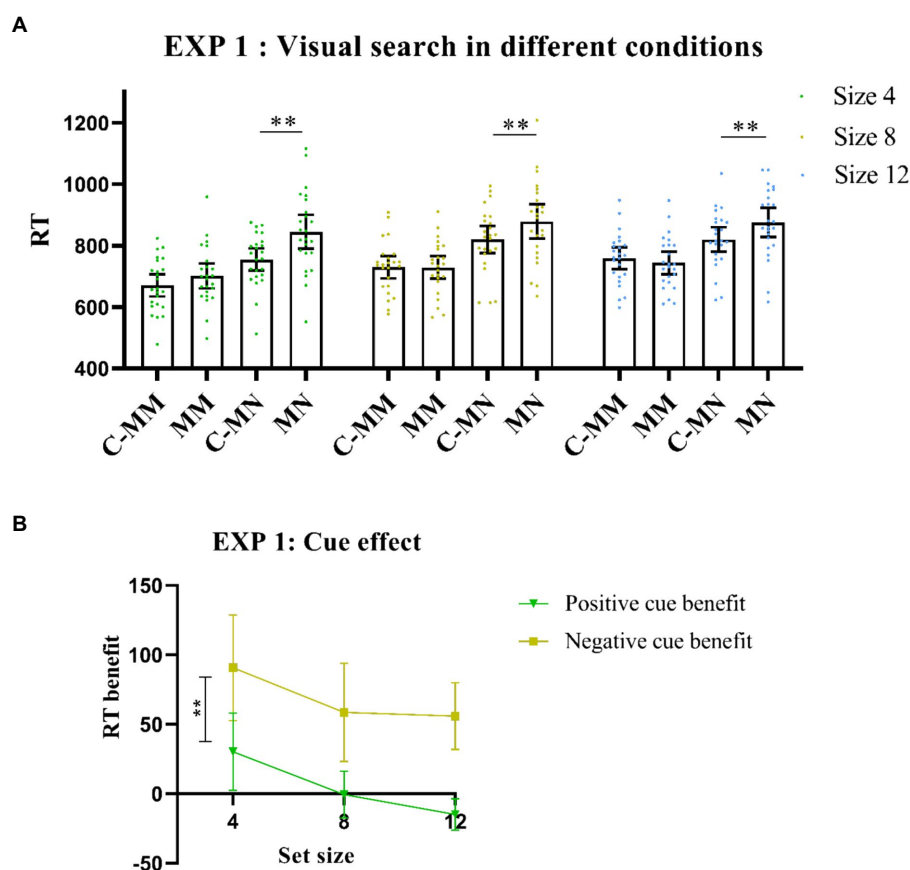 A
EXP 1 : Visual search in different conditions
Size 4
Size 8
Size 12
** ** **
RT
1200
1000
800
600
400
C-MM MM C-MN MN C-MM MM C-MN MN C-MM MM C-MN MN
B
EXP 1: Cue effect
Positive cue benefit
Negative cue benefit
RT benefit
150
100
50
0
-50
**
4 8 12
Set size